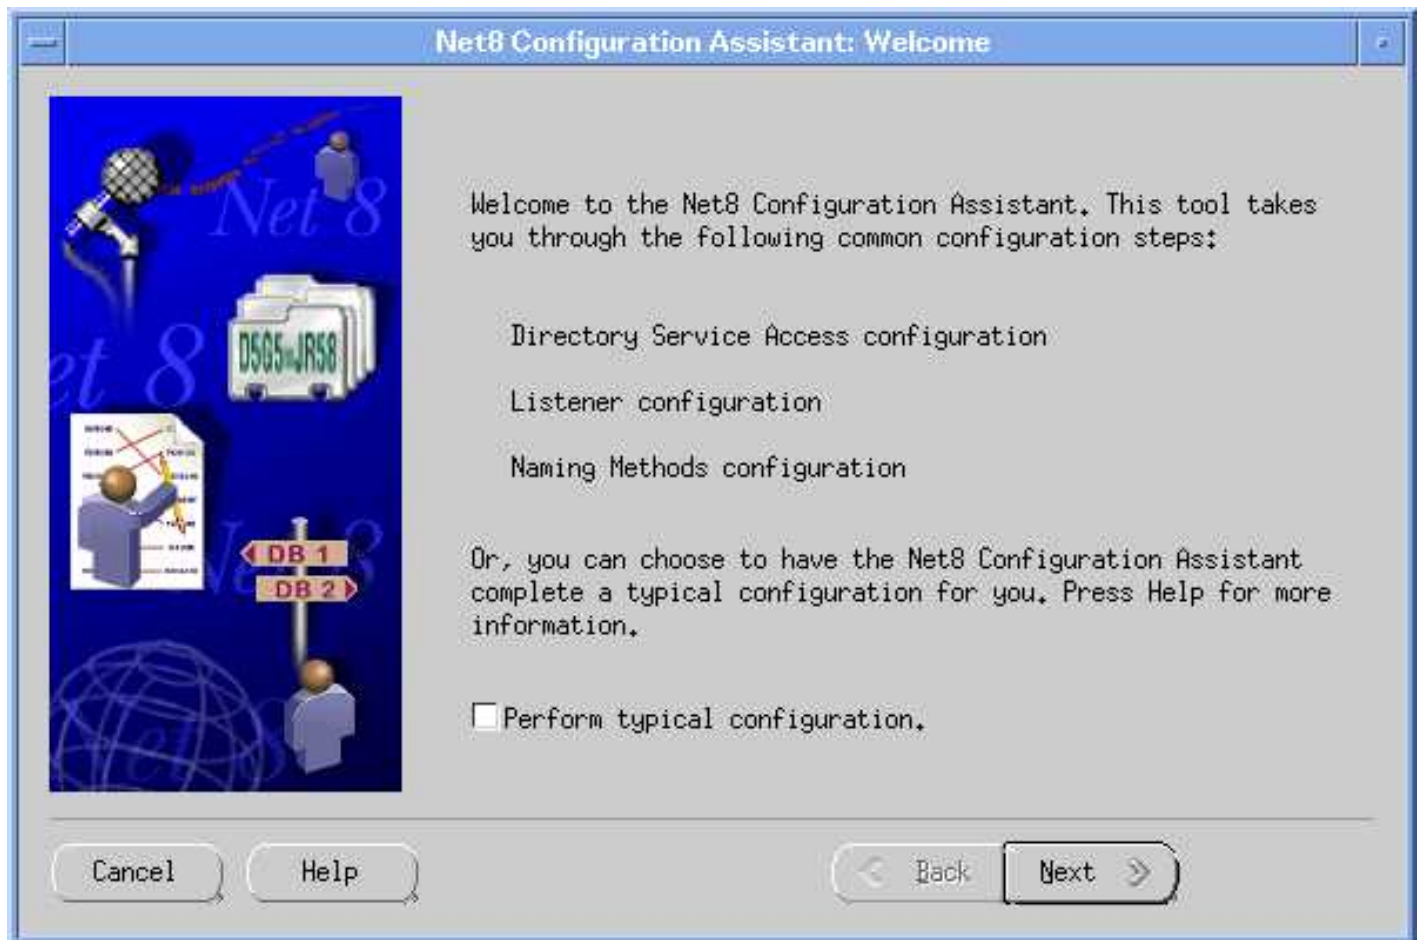 Net8 Configuration Assistant: Welcome
Net 8
Welcome to the Net8 Configuration Assistant. This tool takes
you through the following common configuration steps:
D5G5 JR58
et 8
Directory Service Access configuration
Listener configuration
Naming Methods configuration
DB 1
DB 2
Or, you can choose to have the Net8 Configuration Assistant
complete a typical configuration for you. Press Help for more
information.
Perform typical configuration.
Cancel
Help
Back
Next